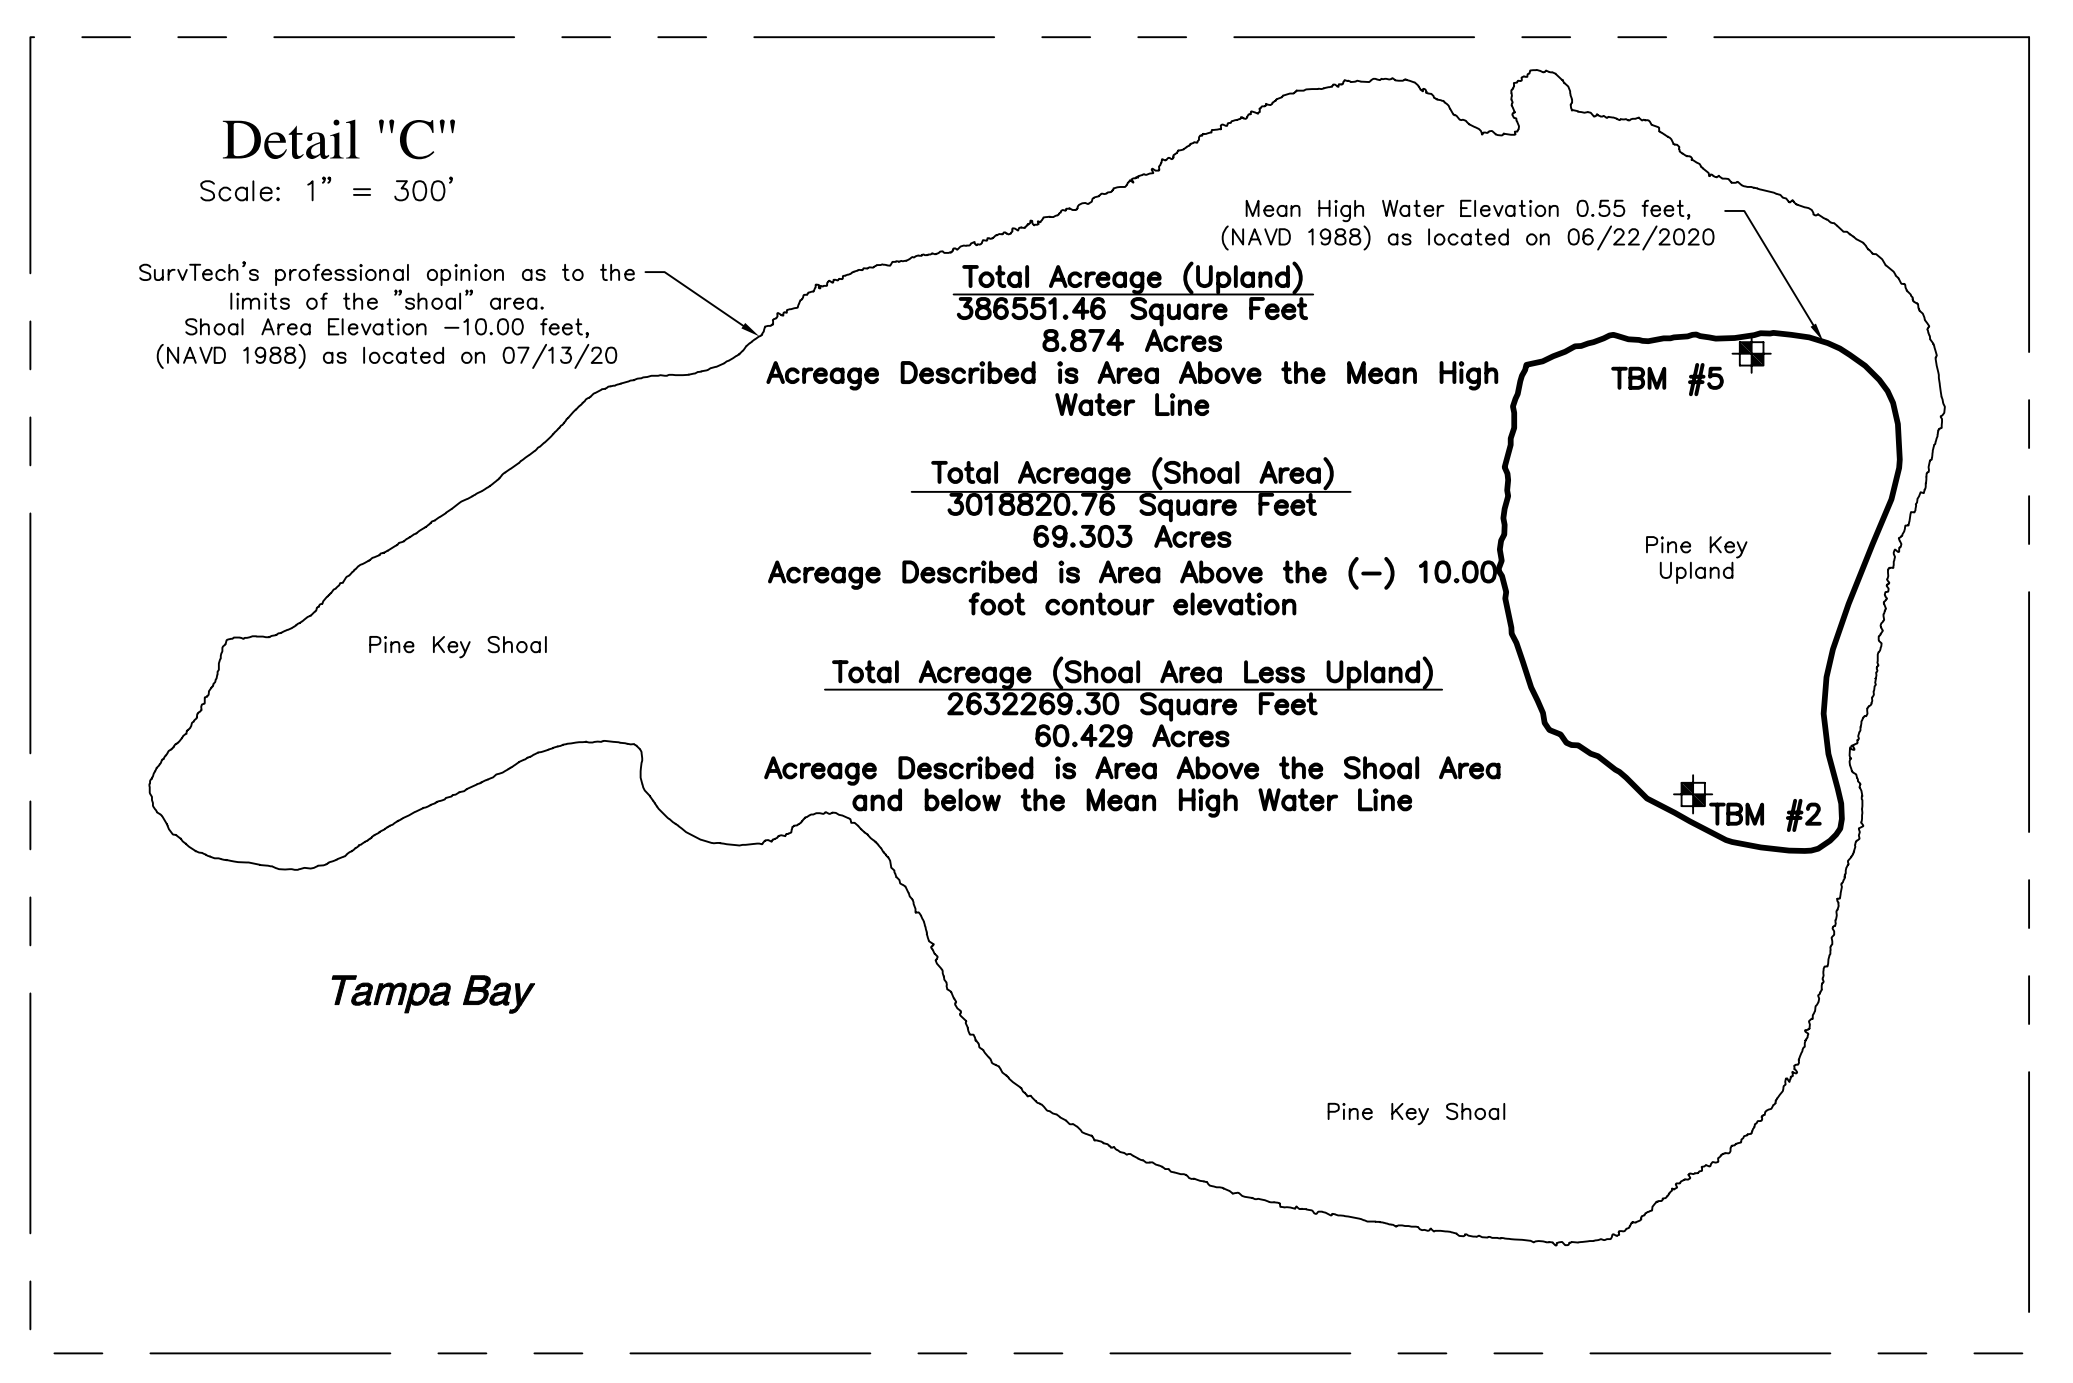 Detail "C"
Scale: 1" = 300'
SurvTech's professional opinion as to the
limits of the "shoal" area.
Shoal Area Elevation -10.00 feet,
(NAVD 1988) as located on 07/13/20
Mean High Water Elevation 0.55 feet,
(NAVD 1988) as located on 06/22/2020
Total Acreage (Upland)
386551.46 Square Feet
8.874 Acres
Acreage Described is Area Above the Mean High
Water Line
Total Acreage (Shoal Area)
3018820.76 Square Feet
69.303 Acres
Acreage Described is Area Above the (-) 10.00
foot contour elevation
Total Acreage (Shoal Area Less Upland)
2632269.30 Square Feet
60.429 Acres
Acreage Described is Area Above the Shoal Area
and below the Mean High Water Line
TBM #5
Pine Key
Upland
TBM #2
Pine Key Shoal
Tampa Bay
Pine Key Shoal